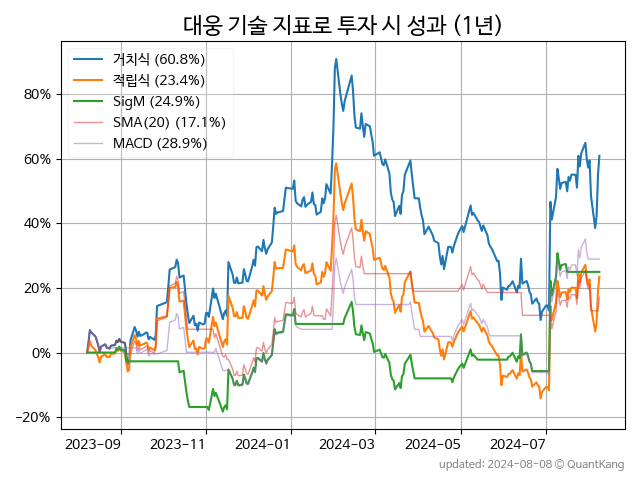 대웅 기술 지표로 투자 시 성과 (1년)
거치식 (60.8%)
적립식 (23.4%)
SigM (24.9%)
SMA(20) (17.1%)
MACD (28.9%)
80%
60%
40%
20%
0%
−20%
2023-09 2023-11 2024-01 2024-03 2024-05 2024-07
updated: 2024-08-08 © QuantKang